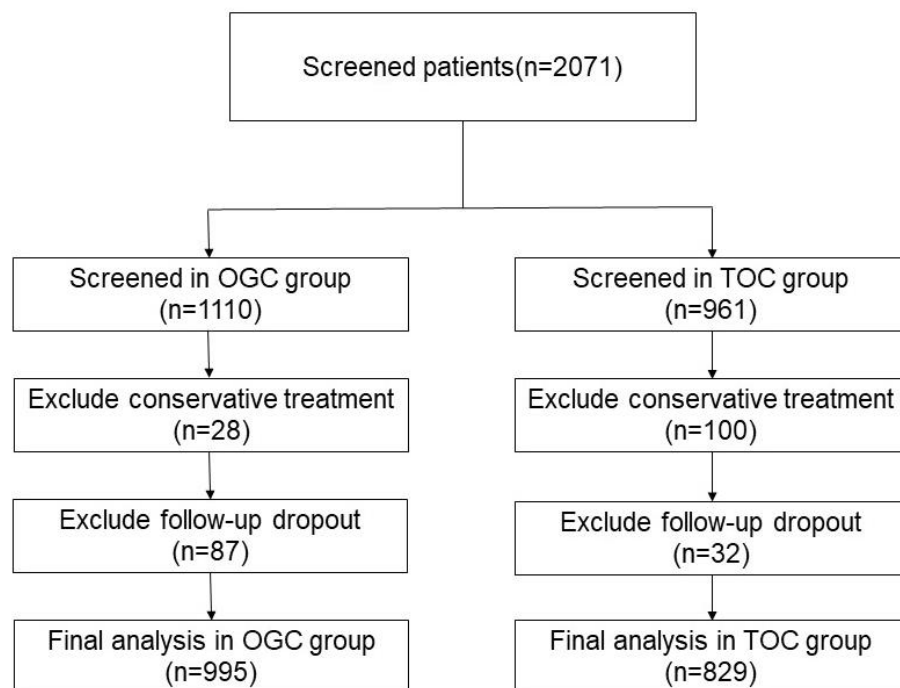 Screened patients(n=2071)
Screened in OGC group
(n=1110)
Screened in TOC group
(n=961)
Exclude conservative treatment
(n=28)
Exclude conservative treatment
(n=100)
Exclude follow-up dropout
(n=87)
Exclude follow-up dropout
(n=32)
Final analysis in OGC group
(n=995)
Final analysis in TOC group
(n=829)